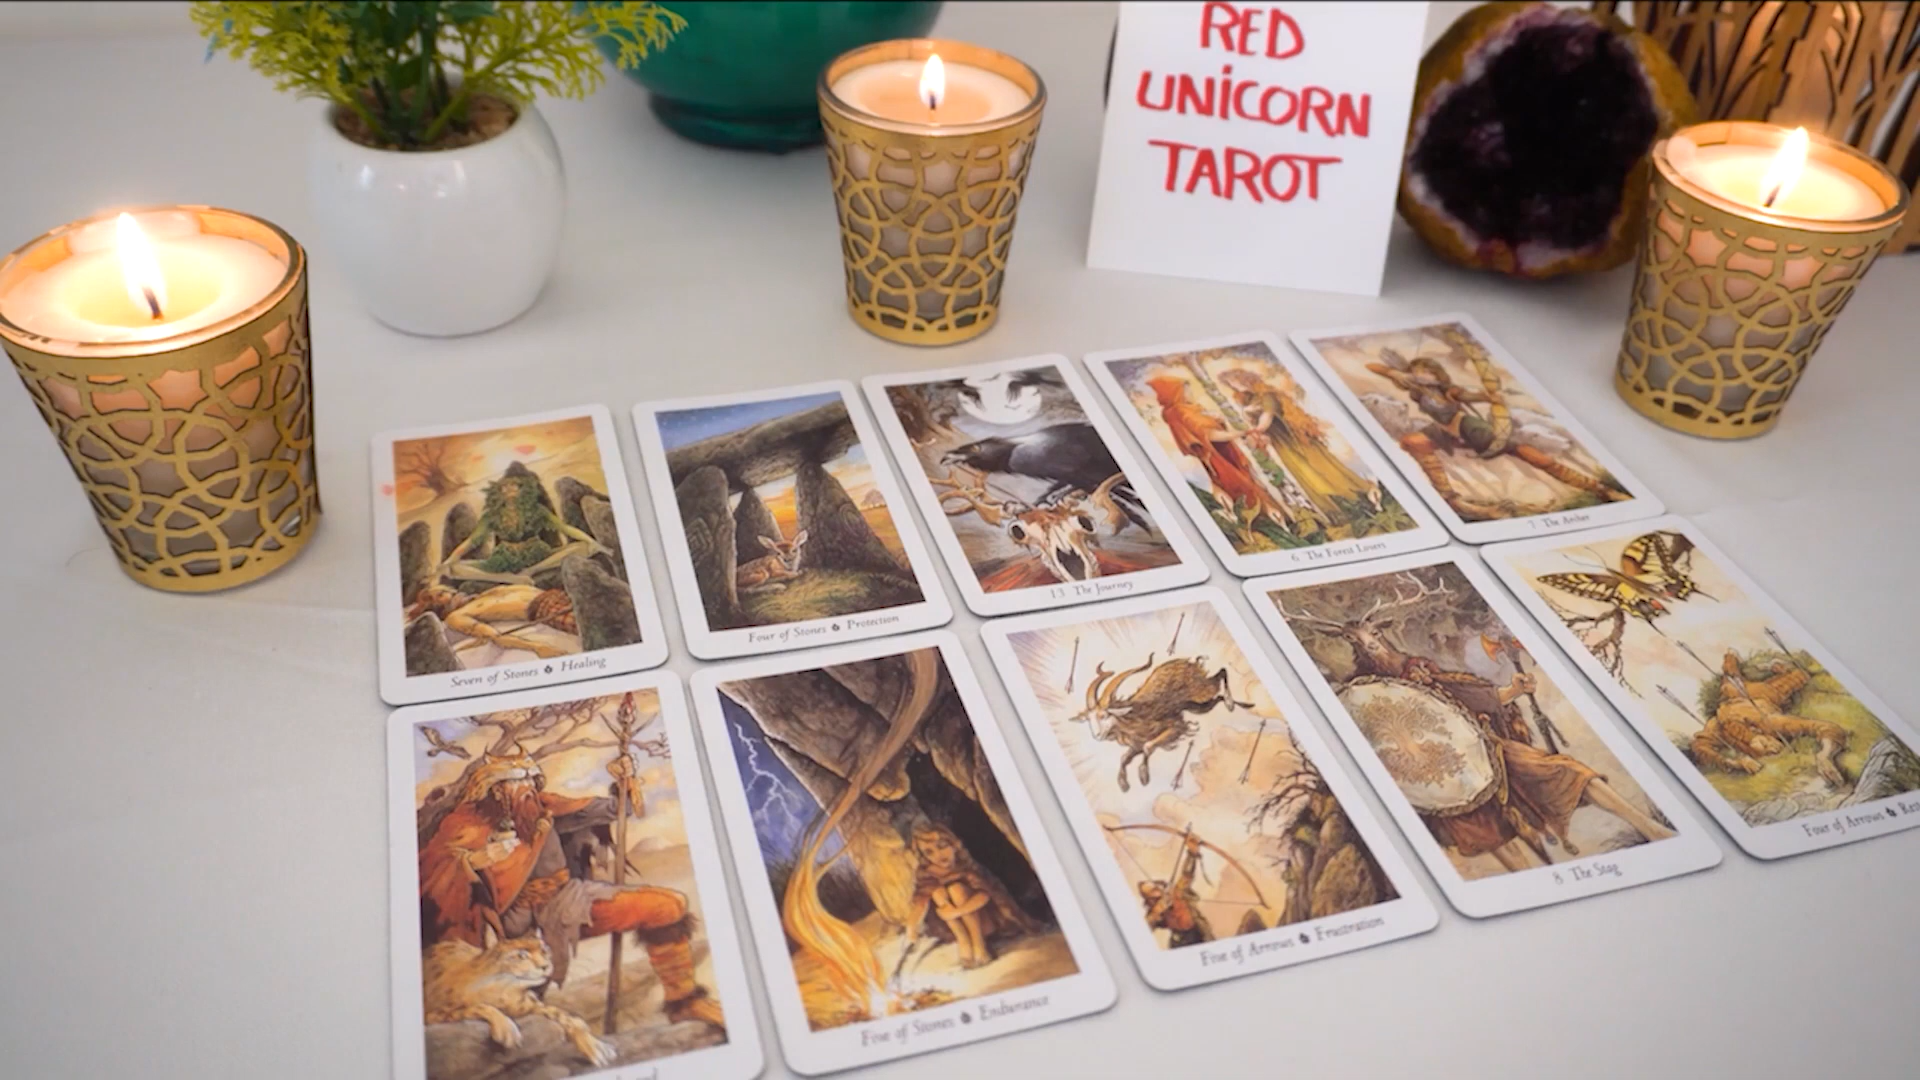 RED
UNiCORN
TAROT
Seven of Stones Healing
Four of Stones Protection
13 The Journey
6 The Forest Lovers
7 The Archer
Five of Stones Endurance
Five of Arrows Frustration
8 The Stag
Four of Arrows